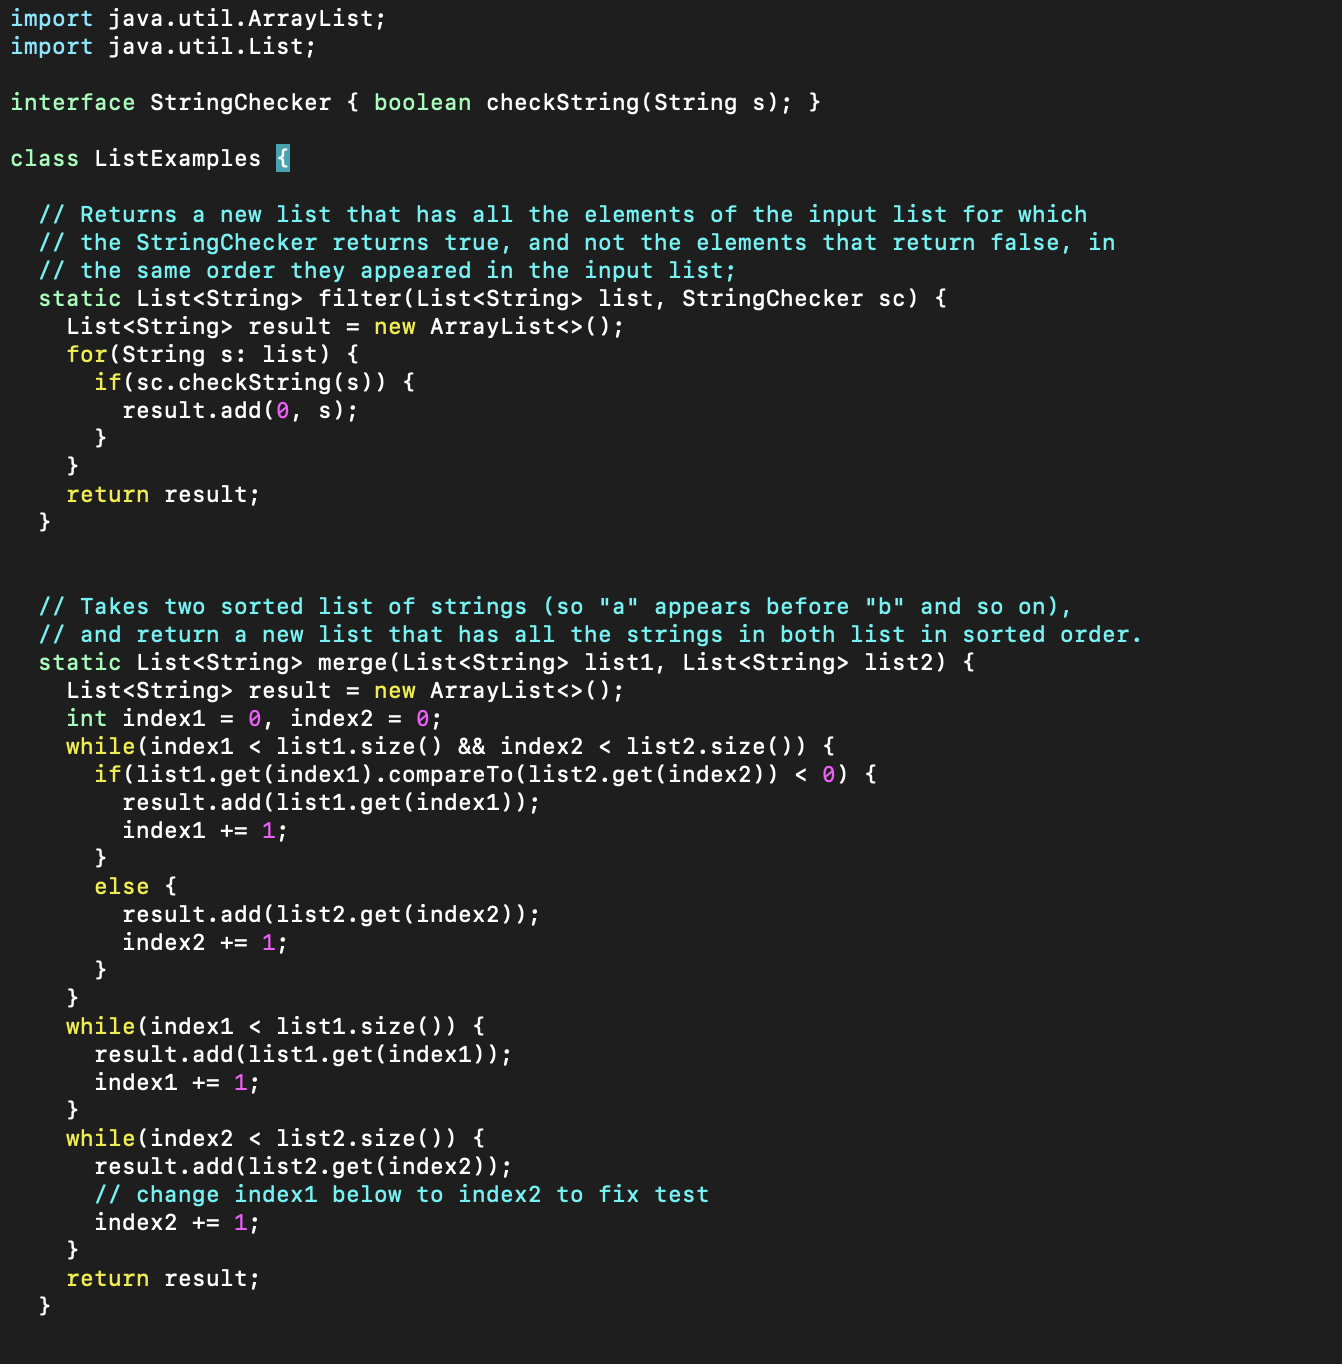 import java.util.ArrayList;
import java.util.List;

interface StringChecker { boolean checkString(String s); }

class ListExamples {

  // Returns a new list that has all the elements of the input list for which
  // the StringChecker returns true, and not the elements that return false, in
  // the same order they appeared in the input list;
  static List<String> filter(List<String> list, StringChecker sc) {
    List<String> result = new ArrayList<>();
    for(String s: list) {
      if(sc.checkString(s)) {
        result.add(0, s);
      }
    }
    return result;
  }


  // Takes two sorted list of strings (so "a" appears before "b" and so on),
  // and return a new list that has all the strings in both list in sorted order.
  static List<String> merge(List<String> list1, List<String> list2) {
    List<String> result = new ArrayList<>();
    int index1 = 0, index2 = 0;
    while(index1 < list1.size() && index2 < list2.size()) {
      if(list1.get(index1).compareTo(list2.get(index2)) < 0) {
        result.add(list1.get(index1));
        index1 += 1;
      }
      else {
        result.add(list2.get(index2));
        index2 += 1;
      }
    }
    while(index1 < list1.size()) {
      result.add(list1.get(index1));
      index1 += 1;
    }
    while(index2 < list2.size()) {
      result.add(list2.get(index2));
      // change index1 below to index2 to fix test
      index2 += 1;
    }
    return result;
  }